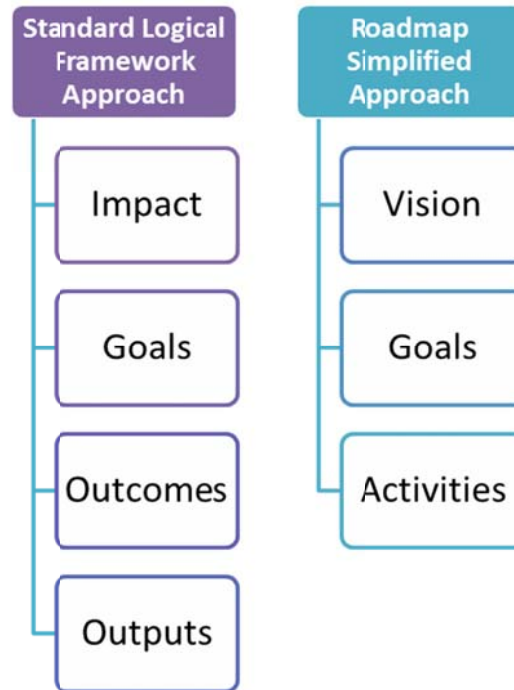 Standard Logical
Framework
Approach
Impact
Goals
Outcomes
Outputs
Roadmap
Simplified
Approach
Vision
Goals
Activities